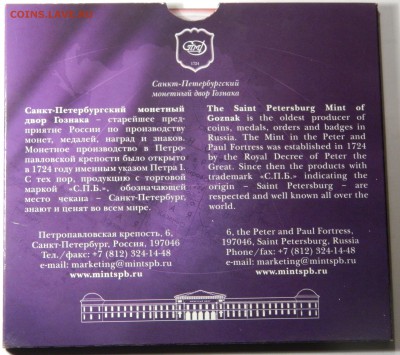 COINS.LAVE.RU
1724
Санкт-Петербургский
монетный двор Гознака
Санкт-Петербургский монетный
двор Гознака – старейшее пред-
приятие России по производству
монет, медалей, наград и знаков.
Монетное производство в Петро-
павловской крепости было открыто
в 1724 году именным указом Петра I.
С тех пор, продукцию с торговой
маркой «С.П.Б.», обозначающей
место чекана – Санкт-Петербург,
знают и ценят во всем мире.
The Saint Petersburg Mint of
Goznak is the oldest producer of
coins, medals, orders and badges in
Russia. The Mint in the Peter and
Paul Fortress was established in 1724
by the Royal Decree of Peter the
Great. Since then the products with
trademark «С.П.Б.» indicating the
origin – Saint Petersburg – are
respected and well known all over the
world.
Петропавловская крепость, 6,
Санкт-Петербург, Россия, 197046
Тел./факс: +7 (812) 324-14-48
e-mail: marketing@mintspb.ru
www.mintspb.ru
6, the Peter and Paul Fortress,
197046, Saint Petersburg, Russia
Phone/fax: +7 (812) 324-14-48
e-mail: marketing@mintspb.ru
www.mintspb.ru